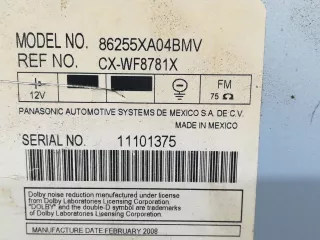 MODEL NO. 86255XA04BMV
REF NO. CX-WF8781X
12V
FM
75 Ω
PANASONIC AUTOMOTIVE SYSTEMS DE MEXICO S.A. DE C.V.
MADE IN MEXICO
SERIAL NO. 11101375
Dolby noise reduction manufactured under license
from Dolby Laboratories Licensing Corporation.
"DOLBY" and the double-D symbol are trademarks
of Dolby Laboratories Licensing Corporation.
MANUFACTURE DATE:FEBRUARY 2008